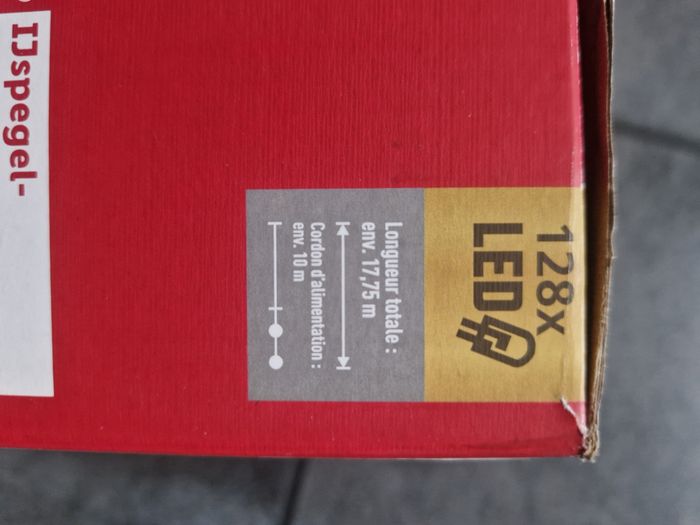 128x
LED
Longueur totale :
env. 17,75 m
Cordon d'alimentation :
env. 10 m
IJspegel-